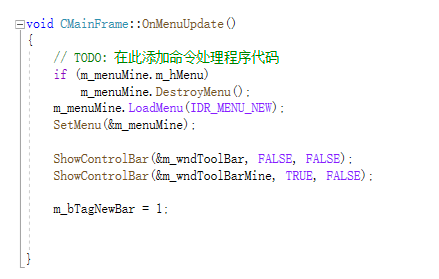 void CMainFrame::OnMenuUpdate()
{
    // TODO: 在此添加命令处理程序代码
    if (m_menuMine.m_hMenu)
        m_menuMine.DestroyMenu();
    m_menuMine.LoadMenu(IDR_MENU_NEW);
    SetMenu(&m_menuMine);

    ShowControlBar(&m_wndToolBar, FALSE, FALSE);
    ShowControlBar(&m_wndToolBarMine, TRUE, FALSE);

    m_bTagNewBar = 1;

}